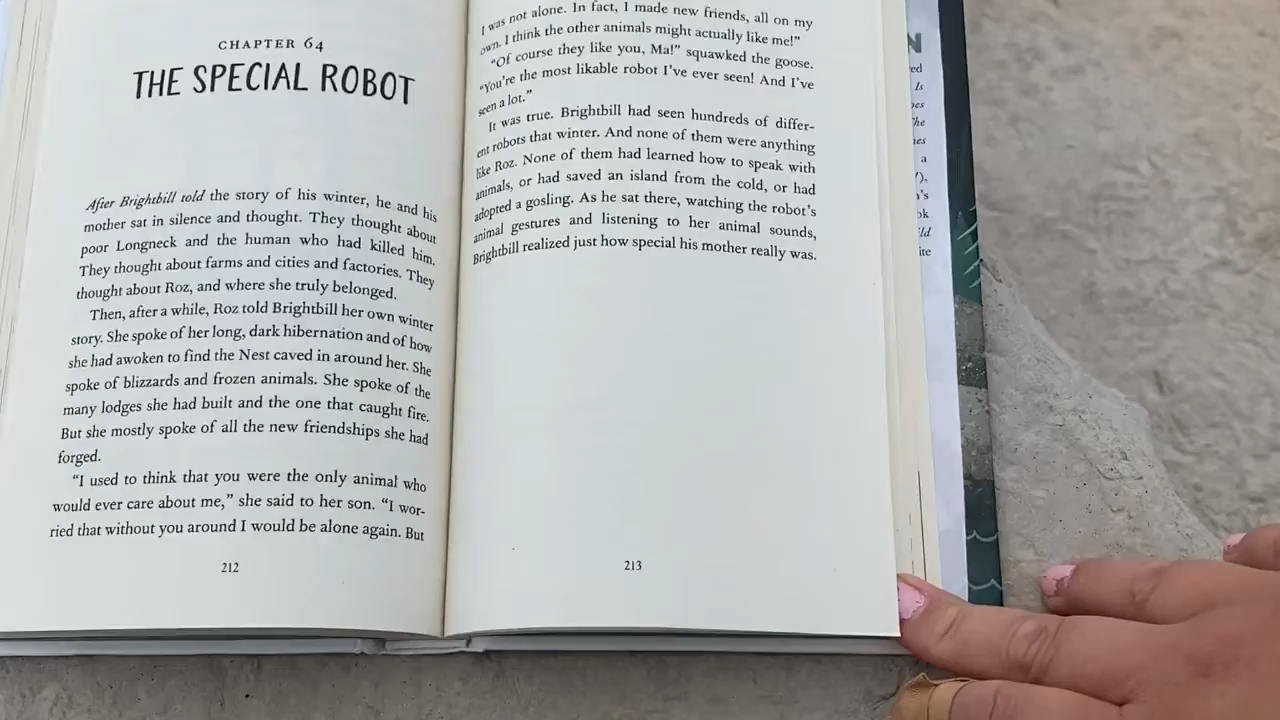 CHAPTER 64
THE SPECIAL ROBOT
After Brightbill told the story of his winter, he and his
mother sat in silence and thought. They thought about
poor Longneck and the human who had killed him.
They thought about farms and cities and factories. They
thought about Roz, and where she truly belonged.
Then, after a while, Roz told Brightbill her own winter
story. She spoke of her long, dark hibernation and of how
she had awoken to find the Nest caved in around her. She
spoke of blizzards and frozen animals. She spoke of the
many lodges she had built and the one that caught fire.
But she mostly spoke of all the new friendships she had
forged.
“I used to think that you were the only animal who
would ever care about me,” she said to her son. “I wor-
ried that without you around I would be alone again. But
212
I was not alone. In fact, I made new friends, all on my
own. I think the other animals might actually like me!”
“Of course they like you, Ma!” squawked the goose.
“You’re the most likable robot I’ve ever seen! And I’ve
seen a lot.”
It was true. Brightbill had seen hundreds of differ-
ent robots that winter. And none of them were anything
like Roz. None of them had learned how to speak with
animals, or had saved an island from the cold, or had
adopted a gosling. As he sat there, watching the robot’s
animal gestures and listening to her animal sounds,
Brightbill realized just how special his mother really was.
213
N
Is
a